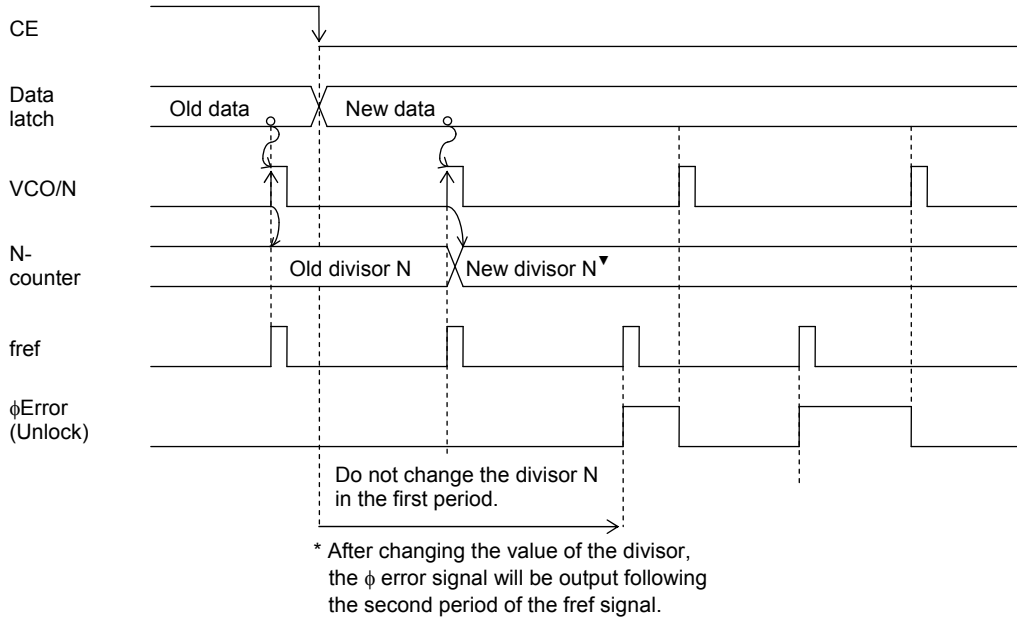 CE
Data
latch
Old data
New data
VCO/N
N-
counter
Old divisor N
New divisor N▼
fref
ϕError
(Unlock)
Do not change the divisor N
in the first period.
* After changing the value of the divisor,
the ϕ error signal will be output following
the second period of the fref signal.